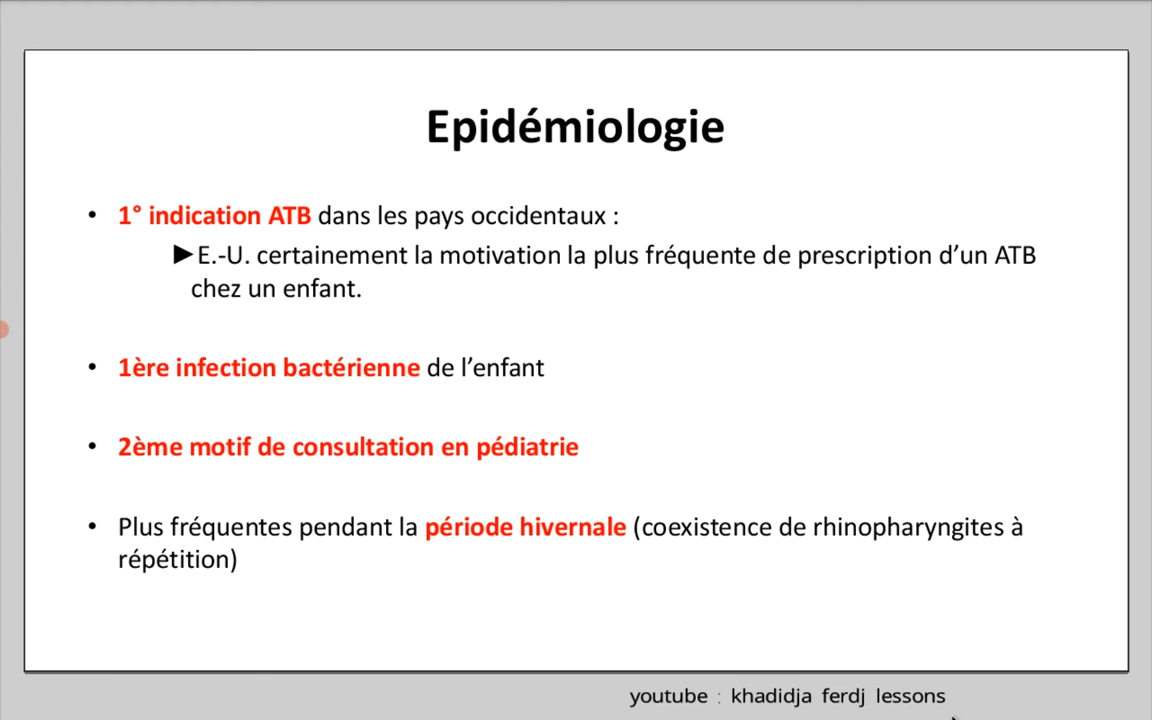 Epidémiologie
• 1° indication ATB dans les pays occidentaux :
►E.-U. certainement la motivation la plus fréquente de prescription d’un ATB
chez un enfant.
• 1ère infection bactérienne de l’enfant
• 2ème motif de consultation en pédiatrie
• Plus fréquentes pendant la période hivernale (coexistence de rhinopharyngites à
répétition)
youtube : khadidja ferdj lessons